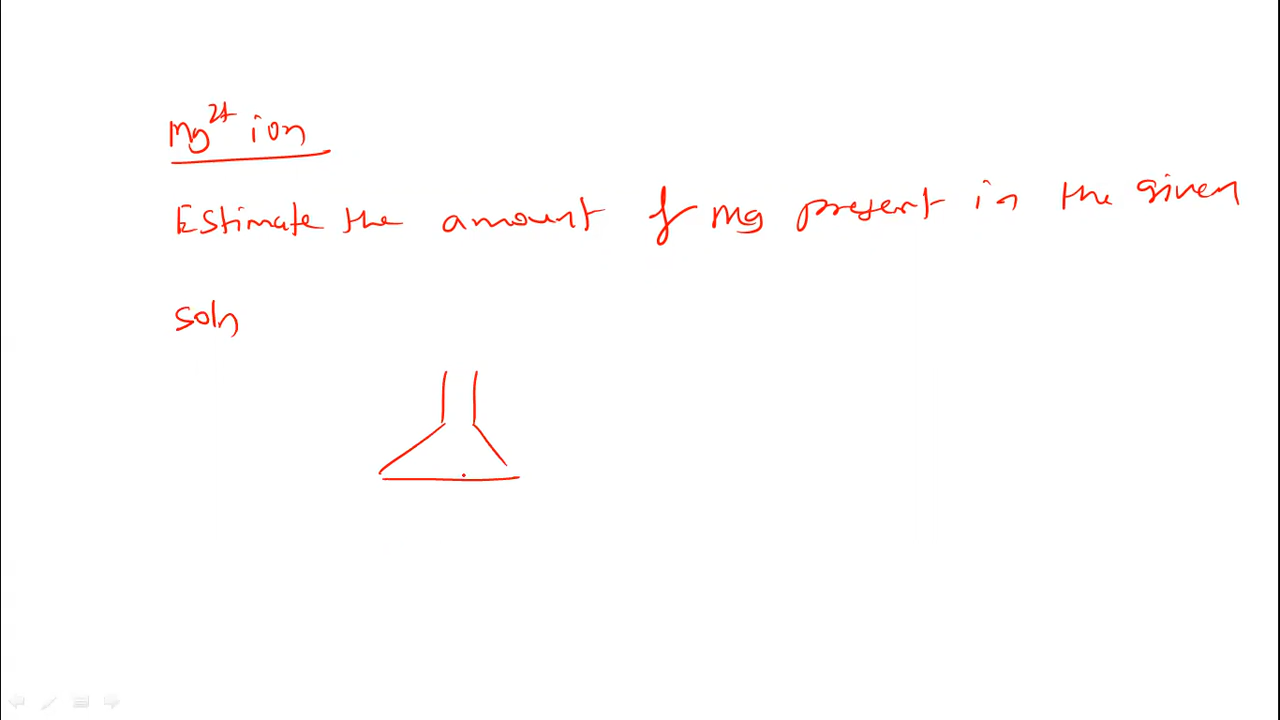 Mg²⁺ ion
Estimate the amount of Mg present in the given
soln